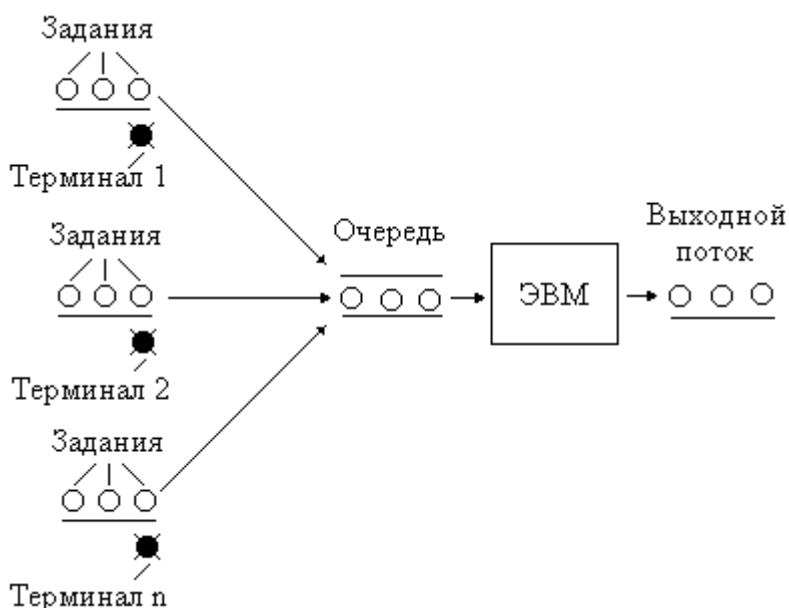 Задания
Терминал 1
Задания
Терминал 2
Задания
Терминал n
Очередь
ЭВМ
Выходной
поток